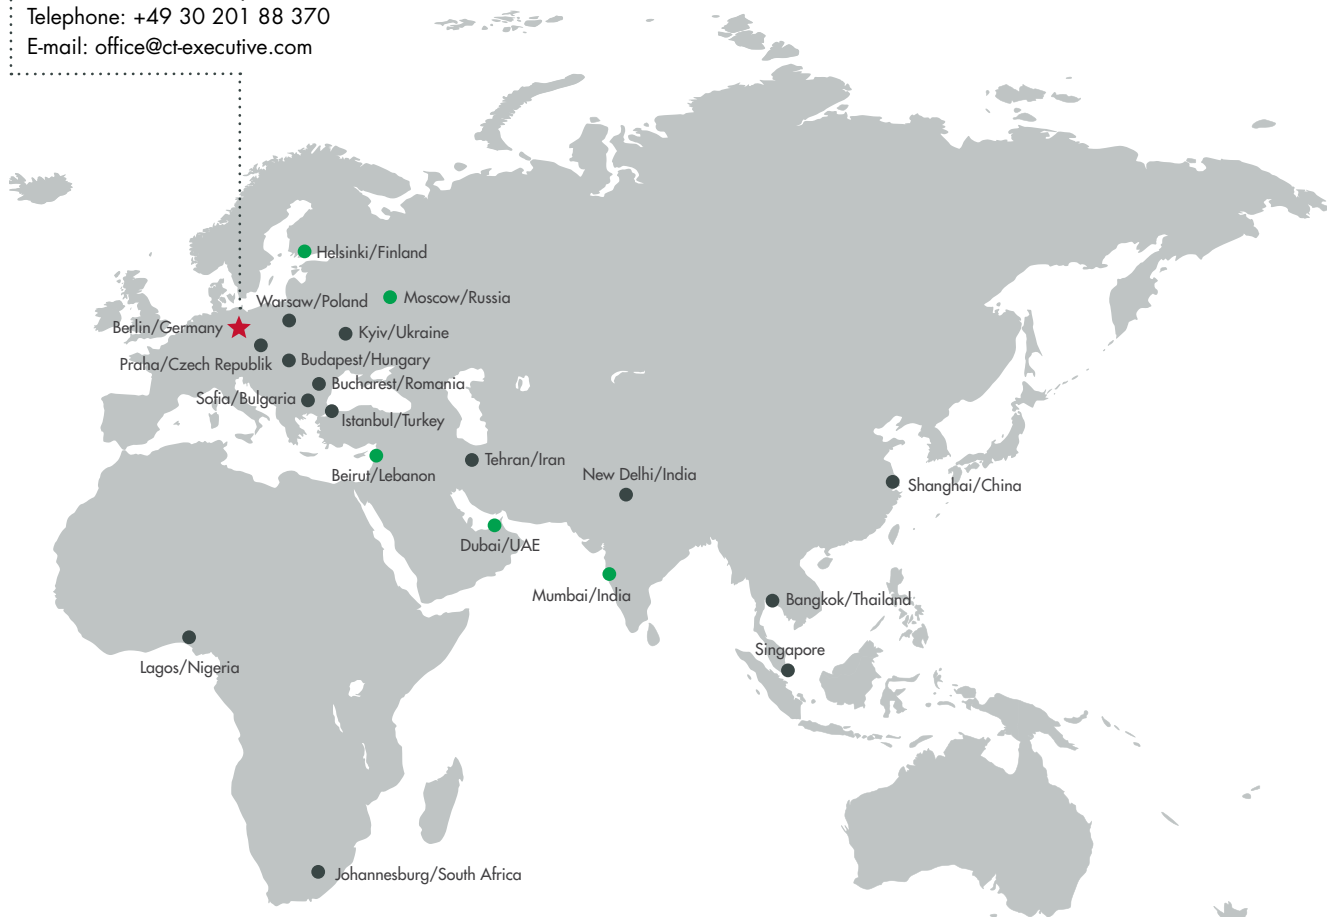 Telephone: +49 30 201 88 370
E-mail: office@ct-executive.com
Helsinki/Finland
Moscow/Russia
Warsaw/Poland
Berlin/Germany
Kyiv/Ukraine
Praha/Czech Republik
Budapest/Hungary
Bucharest/Romania
Sofia/Bulgaria
Istanbul/Turkey
Beirut/Lebanon
Tehran/Iran
New Delhi/India
Shanghai/China
Dubai/UAE
Mumbai/India
Bangkok/Thailand
Singapore
Lagos/Nigeria
Johannesburg/South Africa